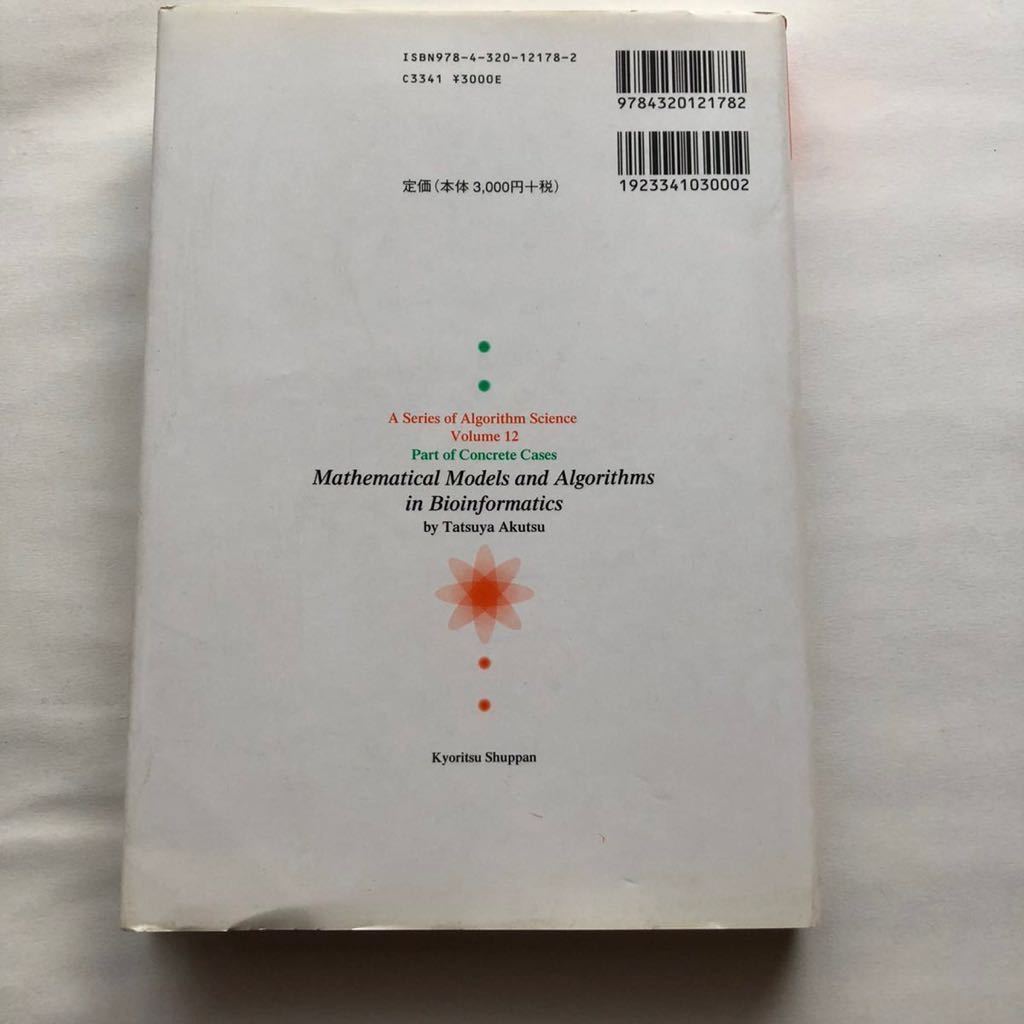 ISBN978-4-320-12178-2
C3341 ¥3000E
9784320121782
定価(本体3,000円+税)
1923341030002
A Series of Algorithm Science
Volume 12
Part of Concrete Cases
Mathematical Models and Algorithms
in Bioinformatics
by Tatsuya Akutsu
Kyoritsu Shuppan